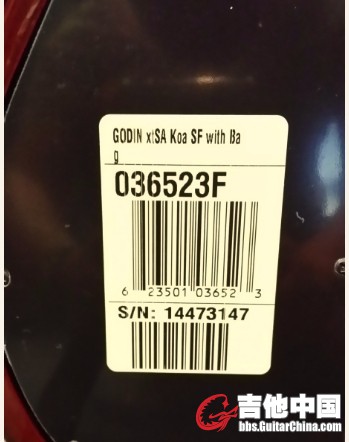 GODIN xtSA Koa SF with Ba
g
036523F
6 23501 03652 3
S/N: 14473147
吉他中国
bbs.GuitarChina.com